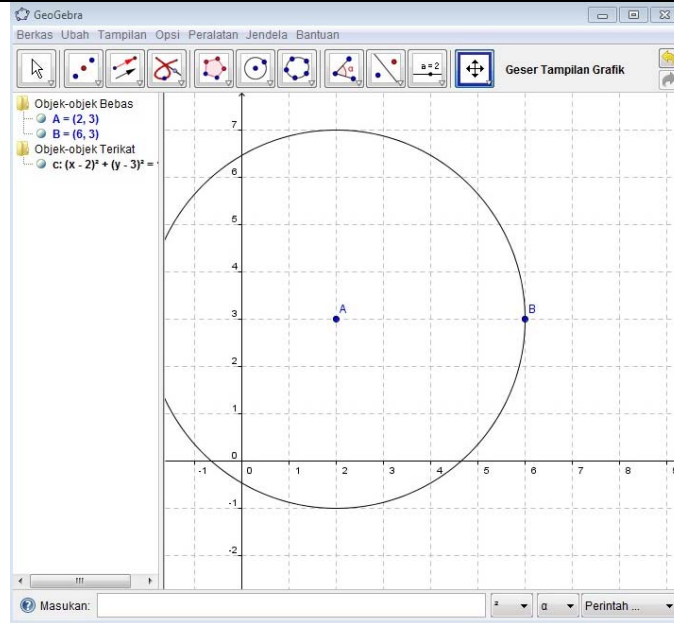 GeoGebra
Berkas Ubah Tampilan Opsi Peralatan Jendela Bantuan
α a = 2 Geser Tampilan Grafik
Objek-objek Bebas
A = (2, 3)
B = (6, 3)
Objek-objek Terikat
c: (x - 2)² + (y - 3)² =
7
6
5
4
A
B
3
2
1
0
-1 0 1 2 3 4 5 6 7 8 9
-1
-2
Masukan: ² α Perintah ...